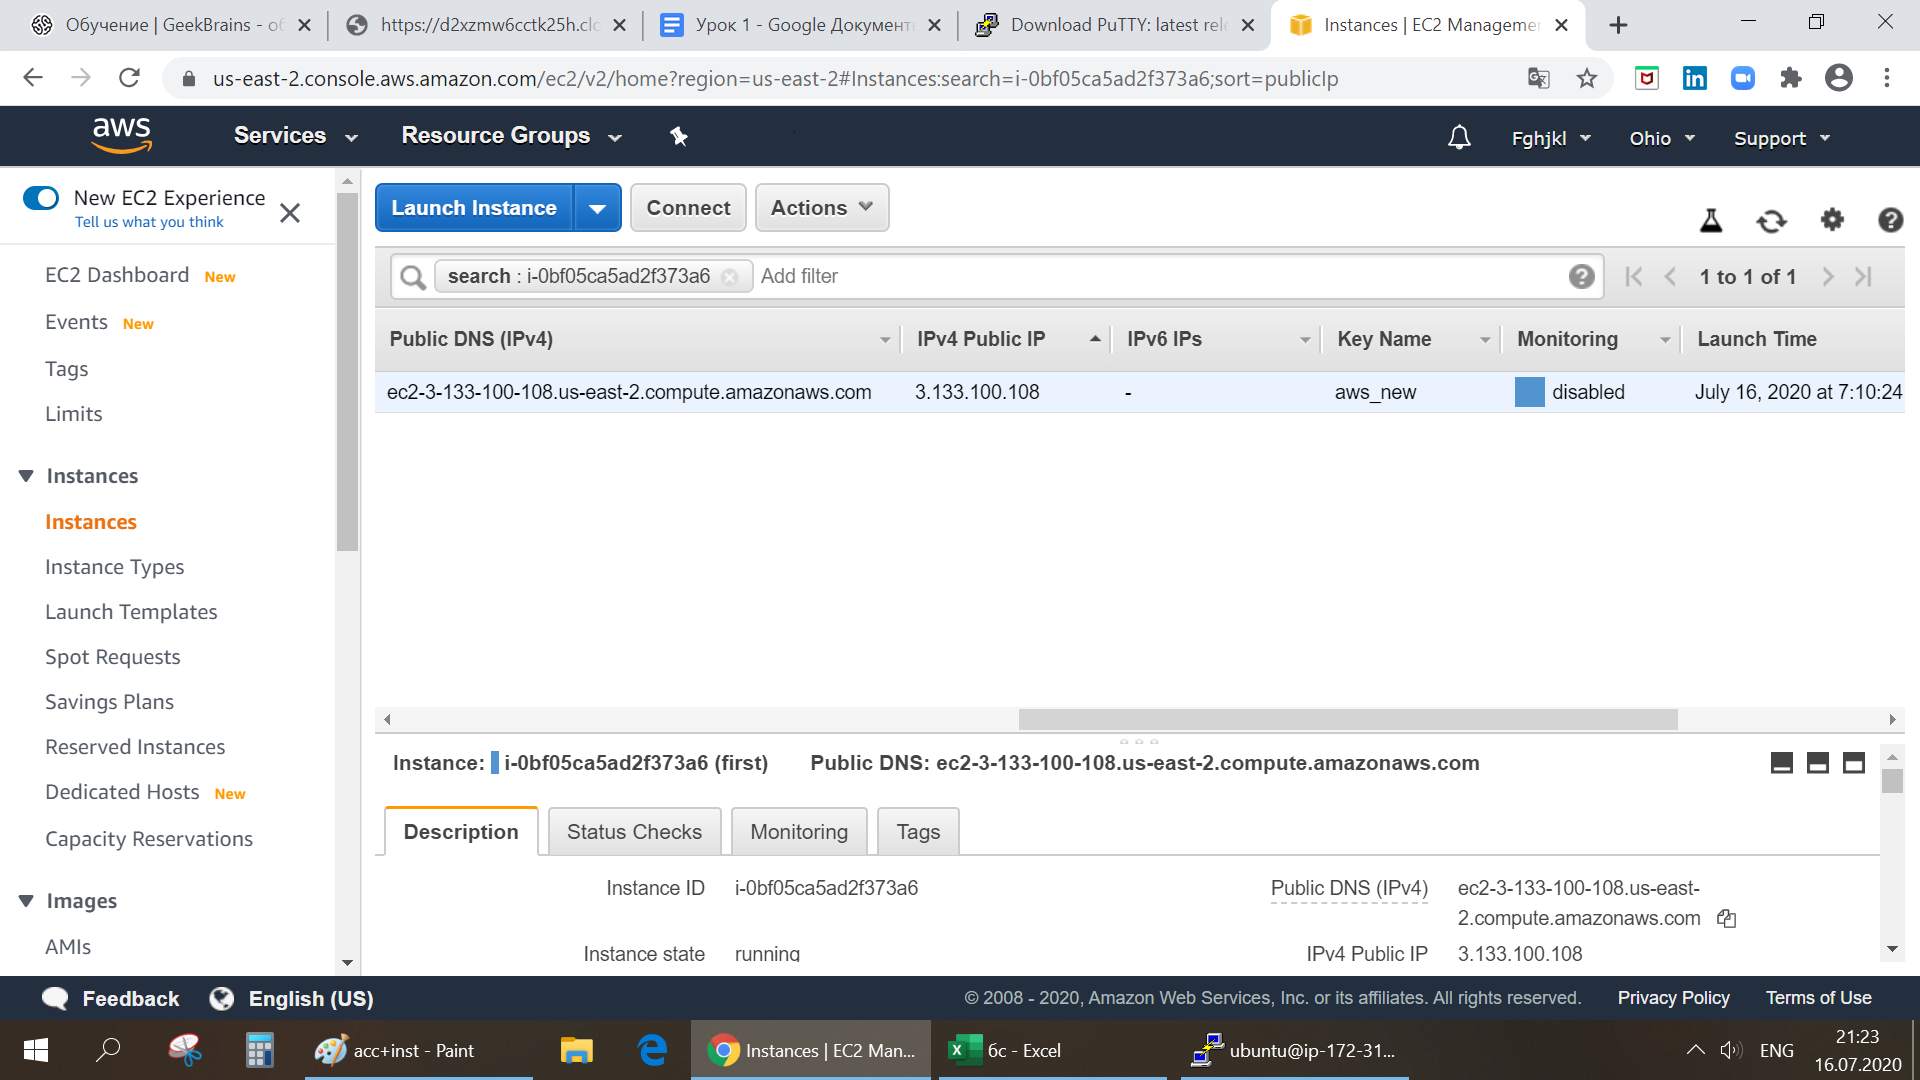 Обучение | GeekBrains - об
https://d2xzmw6cctk25h.clo
Урок 1 - Google Документ
Download PuTTY: latest rele
Instances | EC2 Managemen
us-east-2.console.aws.amazon.com/ec2/v2/home?region=us-east-2#Instances:search=i-0bf05ca5ad2f373a6;sort=publicIp
aws
Services
Resource Groups
Fghjkl
Ohio
Support
New EC2 Experience
Tell us what you think
EC2 Dashboard New
Events New
Tags
Limits
Instances
Instances
Instance Types
Launch Templates
Spot Requests
Savings Plans
Reserved Instances
Dedicated Hosts New
Capacity Reservations
Images
AMIs
Launch Instance
Connect
Actions
search : i-0bf05ca5ad2f373a6
Add filter
1 to 1 of 1
Public DNS (IPv4) IPv4 Public IP IPv6 IPs Key Name Monitoring Launch Time
ec2-3-133-100-108.us-east-2.compute.amazonaws.com 3.133.100.108 - aws_new disabled July 16, 2020 at 7:10:24
Instance: i-0bf05ca5ad2f373a6 (first) Public DNS: ec2-3-133-100-108.us-east-2.compute.amazonaws.com
Description
Status Checks
Monitoring
Tags
Instance ID i-0bf05ca5ad2f373a6
Public DNS (IPv4) ec2-3-133-100-108.us-east-
2.compute.amazonaws.com
Instance state running
IPv4 Public IP 3.133.100.108
Feedback
English (US)
© 2008 - 2020, Amazon Web Services, Inc. or its affiliates. All rights reserved.
Privacy Policy
Terms of Use
acc+inst - Paint
Instances | EC2 Man...
бс - Excel
ubuntu@ip-172-31...
ENG
21:23
16.07.2020